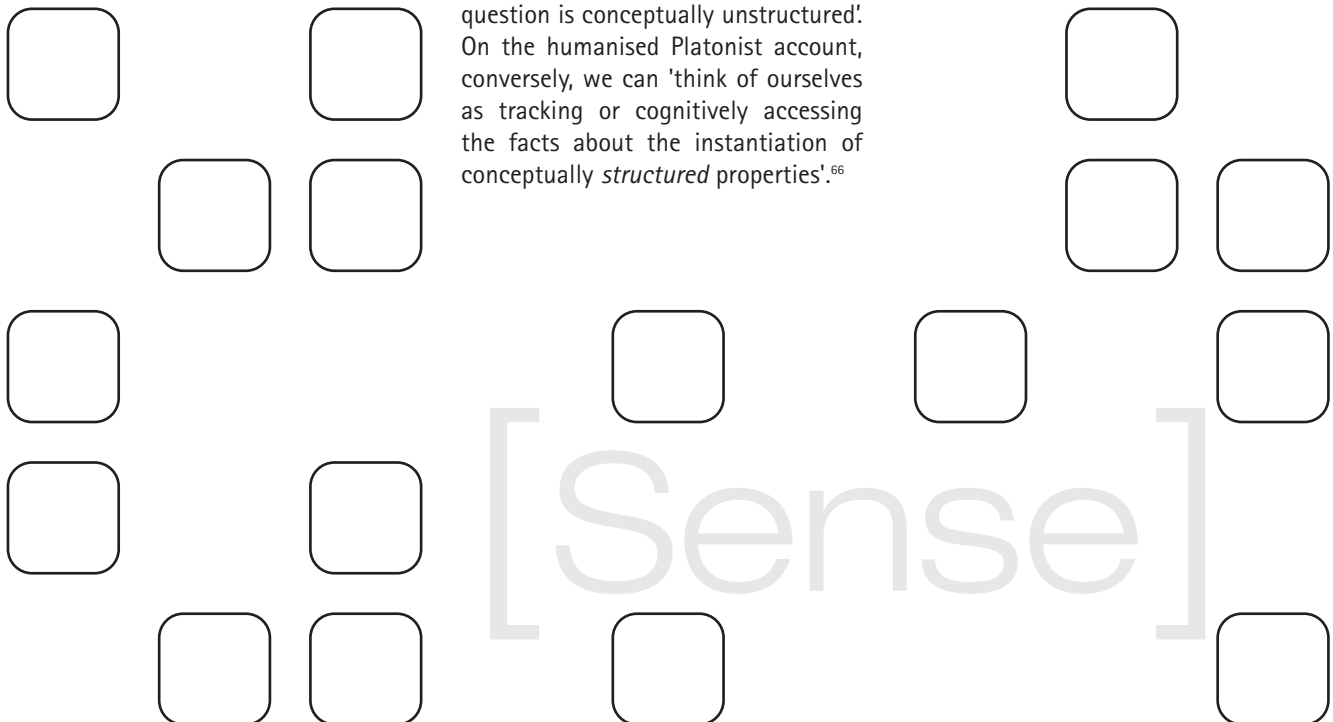 question is conceptually unstructured'.
On the humanised Platonist account,
conversely, we can 'think of ourselves
as tracking or cognitively accessing
the facts about the instantiation of
conceptually structured properties'.66
[Sense]